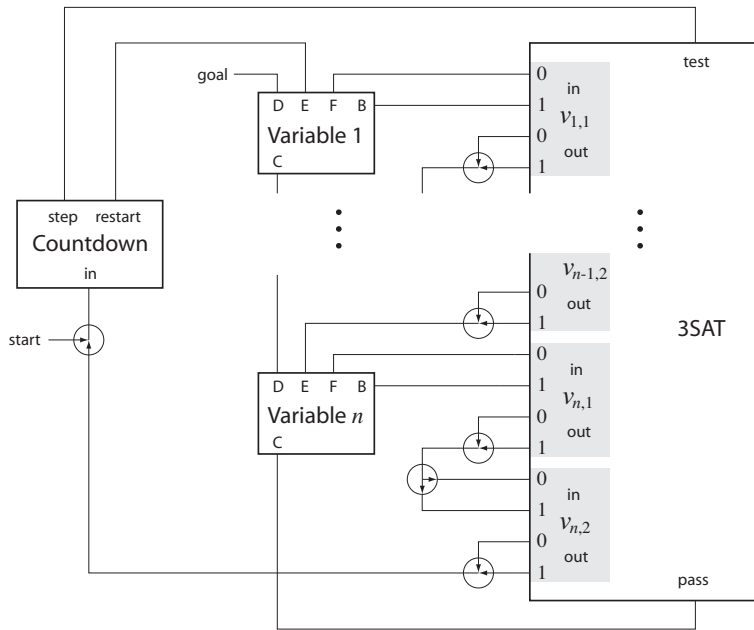 test
goal
D E F B
Variable 1
C
0
in
1
v1,1
0
out
1
step restart
Countdown
in
start
vn-1,2
0
out
1
3SAT
0
in
1
vn,1
0
out
1
D E F B
Variable n
C
0
in
1
vn,2
0
out
1
pass